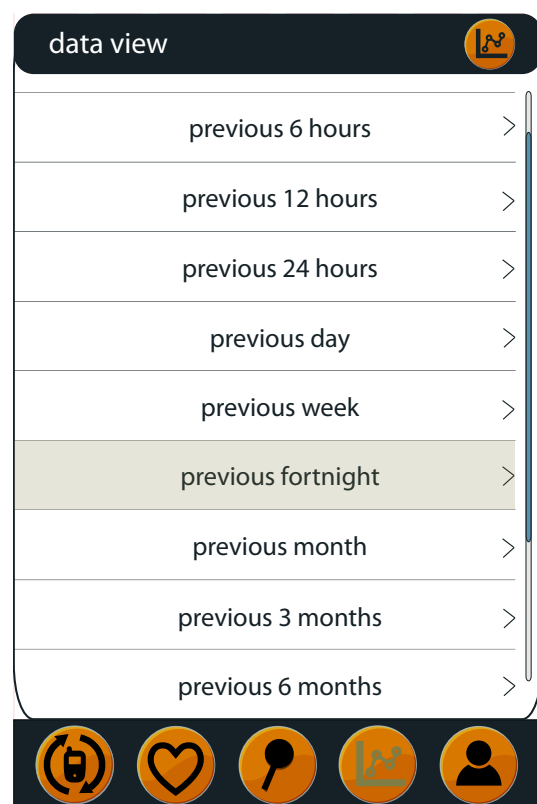 data view
previous 6 hours
previous 12 hours
previous 24 hours
previous day
previous week
previous fortnight
previous month
previous 3 months
previous 6 months